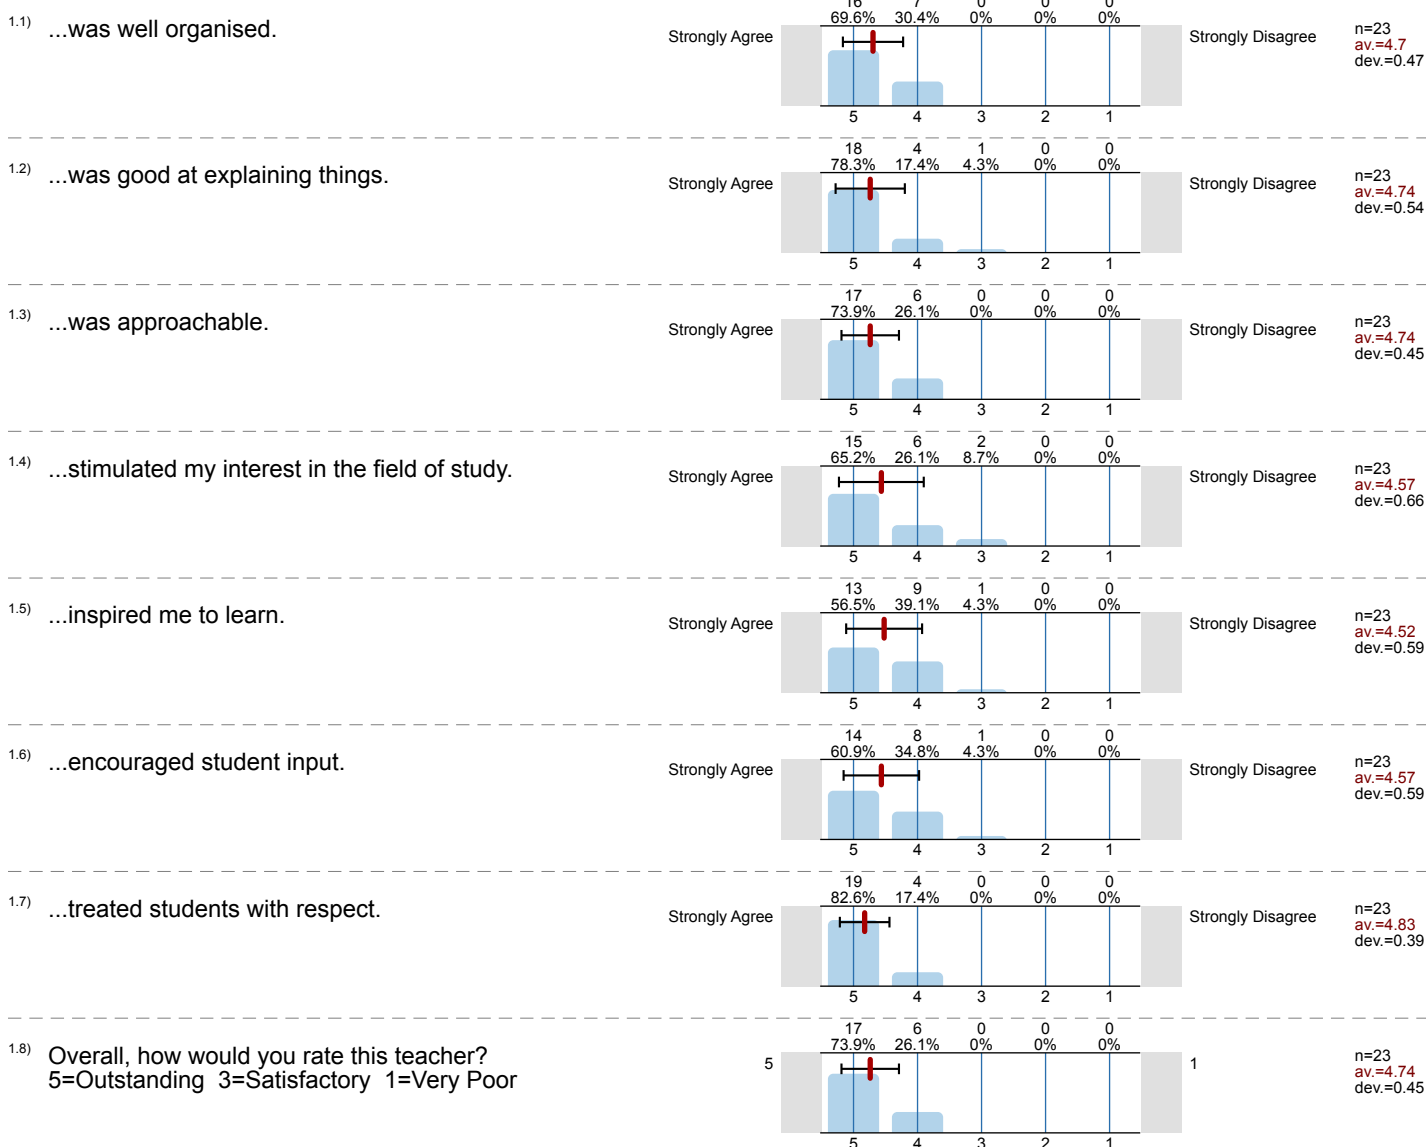 16 7 0 0 0
69.6% 30.4% 0% 0% 0%
1.1) ...was well organised.
Strongly Agree Strongly Disagree
n=23
av.=4.7
dev.=0.47
5 4 3 2 1
18 4 1 0 0
78.3% 17.4% 4.3% 0% 0%
1.2) ...was good at explaining things.
Strongly Agree Strongly Disagree
n=23
av.=4.74
dev.=0.54
5 4 3 2 1
17 6 0 0 0
73.9% 26.1% 0% 0% 0%
1.3) ...was approachable.
Strongly Agree Strongly Disagree
n=23
av.=4.74
dev.=0.45
5 4 3 2 1
15 6 2 0 0
65.2% 26.1% 8.7% 0% 0%
1.4) ...stimulated my interest in the field of study.
Strongly Agree Strongly Disagree
n=23
av.=4.57
dev.=0.66
5 4 3 2 1
13 9 1 0 0
56.5% 39.1% 4.3% 0% 0%
1.5) ...inspired me to learn.
Strongly Agree Strongly Disagree
n=23
av.=4.52
dev.=0.59
5 4 3 2 1
14 8 1 0 0
60.9% 34.8% 4.3% 0% 0%
1.6) ...encouraged student input.
Strongly Agree Strongly Disagree
n=23
av.=4.57
dev.=0.59
5 4 3 2 1
19 4 0 0 0
82.6% 17.4% 0% 0% 0%
1.7) ...treated students with respect.
Strongly Agree Strongly Disagree
n=23
av.=4.83
dev.=0.39
5 4 3 2 1
17 6 0 0 0
73.9% 26.1% 0% 0% 0%
1.8) Overall, how would you rate this teacher?
5=Outstanding 3=Satisfactory 1=Very Poor
5 1
n=23
av.=4.74
dev.=0.45
5 4 3 2 1